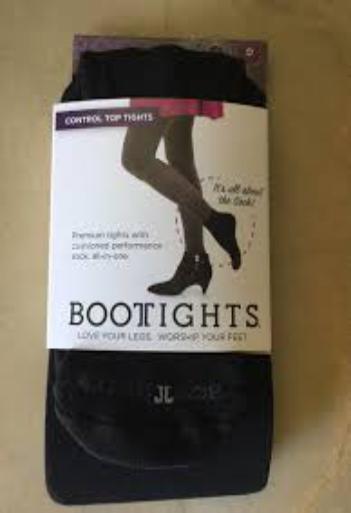 CONTROL TOP TIGHTS
It's all about
the Sock!
Premium tights with
cushioned performance
sock, all-in-one.
BOOTTIGHTS
LOVE YOUR LEGS. WORSHIP YOUR FEET.